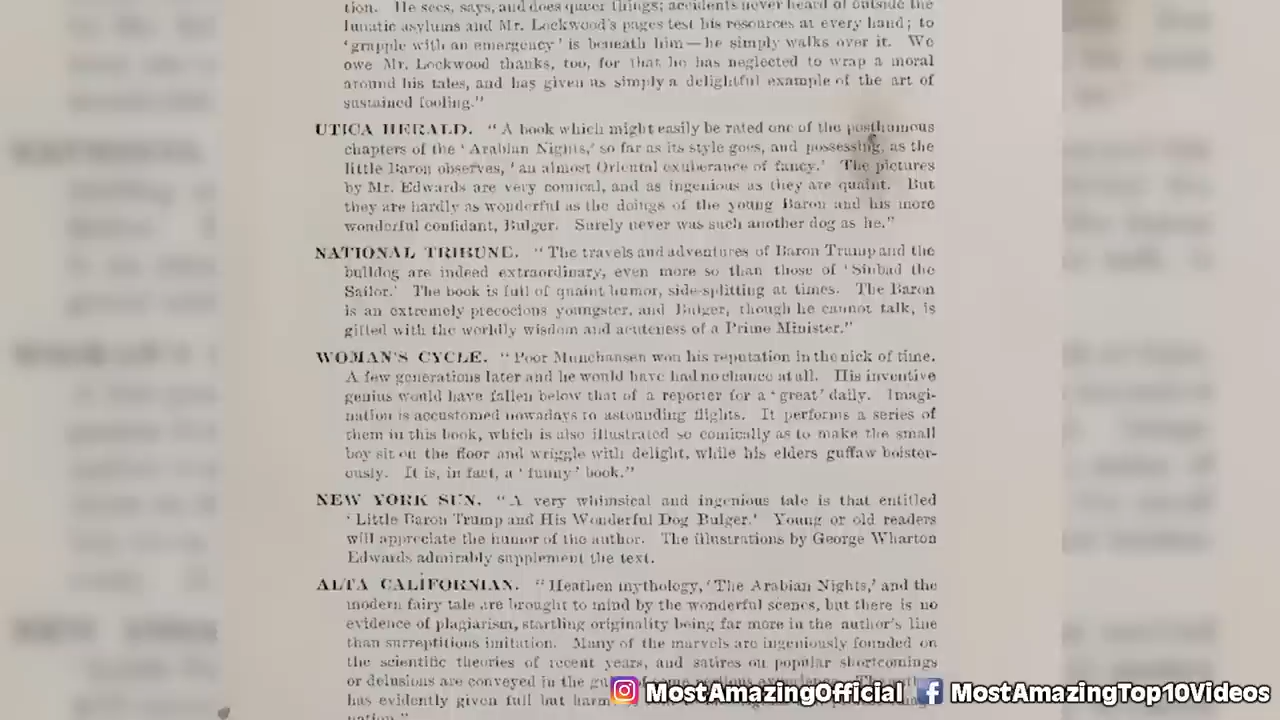 tion. He sees, says, and does queer things; accidents never heard of outside the
lunatic asylums and Mr. Lockwood's pages test his resources at every hand; to
'grapple with an emergency' is beneath him—he simply walks over it. We
owe Mr. Lockwood thanks, too, for that he has neglected to wrap a moral
around his tales, and has given us simply a delightful example of the art of
sustained fooling."
UTICA HERALD. "A book which might easily be rated one of the posthumous
chapters of the 'Arabian Nights,' so far as its style goes, and possessing, as the
little Baron observes, 'an almost Oriental exuberance of fancy.' The pictures
by Mr. Edwards are very comical, and as ingenious as they are quaint. But
they are hardly as wonderful as the doings of the young Baron and his more
wonderful confidant, Bulger. Surely never was such another dog as he."
NATIONAL TRIBUNE. "The travels and adventures of Baron Trump and the
bulldog are indeed extraordinary, even more so than those of 'Sinbad the
Sailor.' The book is full of quaint humor, side-splitting at times. The Baron
is an extremely precocious youngster, and Bulger, though he cannot talk, is
gifted with the worldly wisdom and acuteness of a Prime Minister."
WOMAN'S CYCLE. "Poor Munchausen won his reputation in the nick of time.
A few generations later and he would have had no chance at all. His inventive
genius would have fallen below that of a reporter for a 'great' daily. Imagi-
nation is accustomed nowadays to astounding flights. It performs a series of
them in this book, which is also illustrated so comically as to make the small
boy sit on the floor and wriggle with delight, while his elders guffaw boister-
ously. It is, in fact, a 'funny' book."
NEW YORK SUN. "A very whimsical and ingenious tale is that entitled
'Little Baron Trump and His Wonderful Dog Bulger.' Young or old readers
will appreciate the humor of the author. The illustrations by George Wharton
Edwards admirably supplement the text.
ALTA CALIFORNIAN. "Heathen mythology, 'The Arabian Nights,' and the
modern fairy tale are brought to mind by the wonderful scenes, but there is no
evidence of plagiarism, startling originality being far more in the author's line
than surreptitious imitation. Many of the marvels are ingeniously founded on
the scientific theories of recent years, and satires on popular shortcomings
or delusions are conveyed in the
has evidently given full but
MostAmazingOfficial MostAmazingTop10Videos